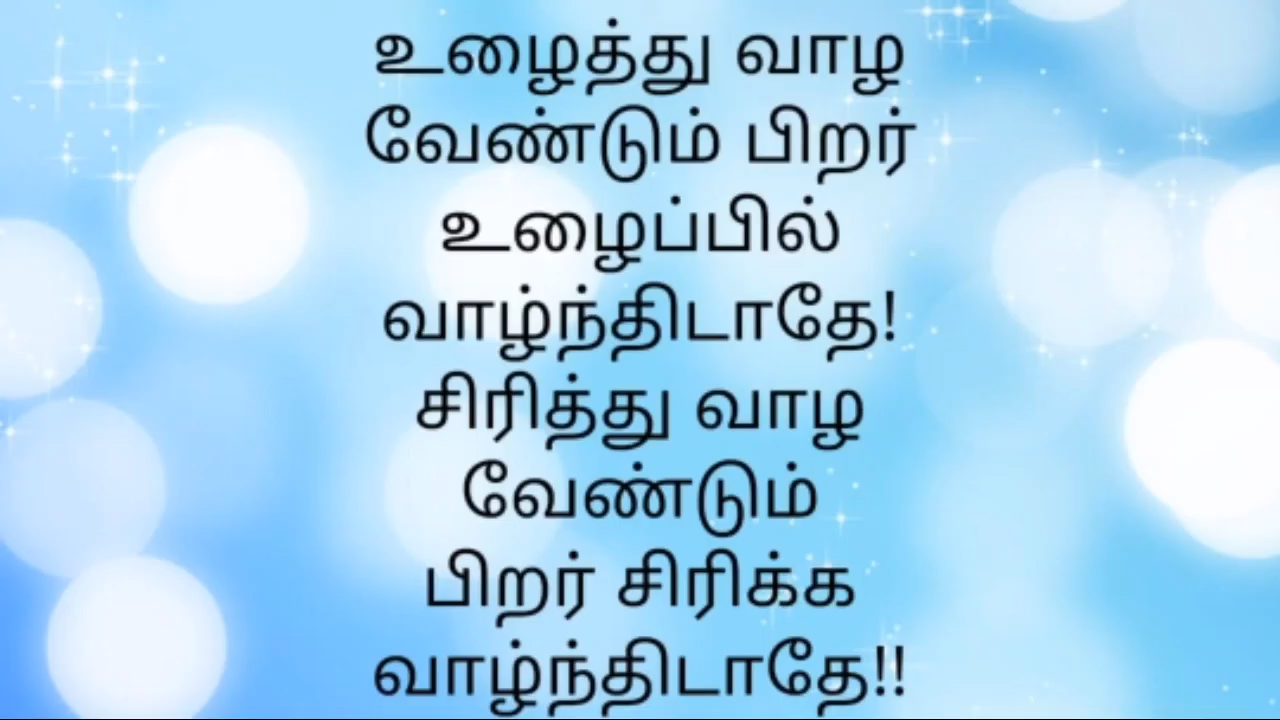 உழைத்து வாழ
வேண்டும் பிறர்
உழைப்பில்
வாழ்ந்திடாதே!
சிரித்து வாழ
வேண்டும்
பிறர் சிரிக்க
வாழ்ந்திடாதே!!